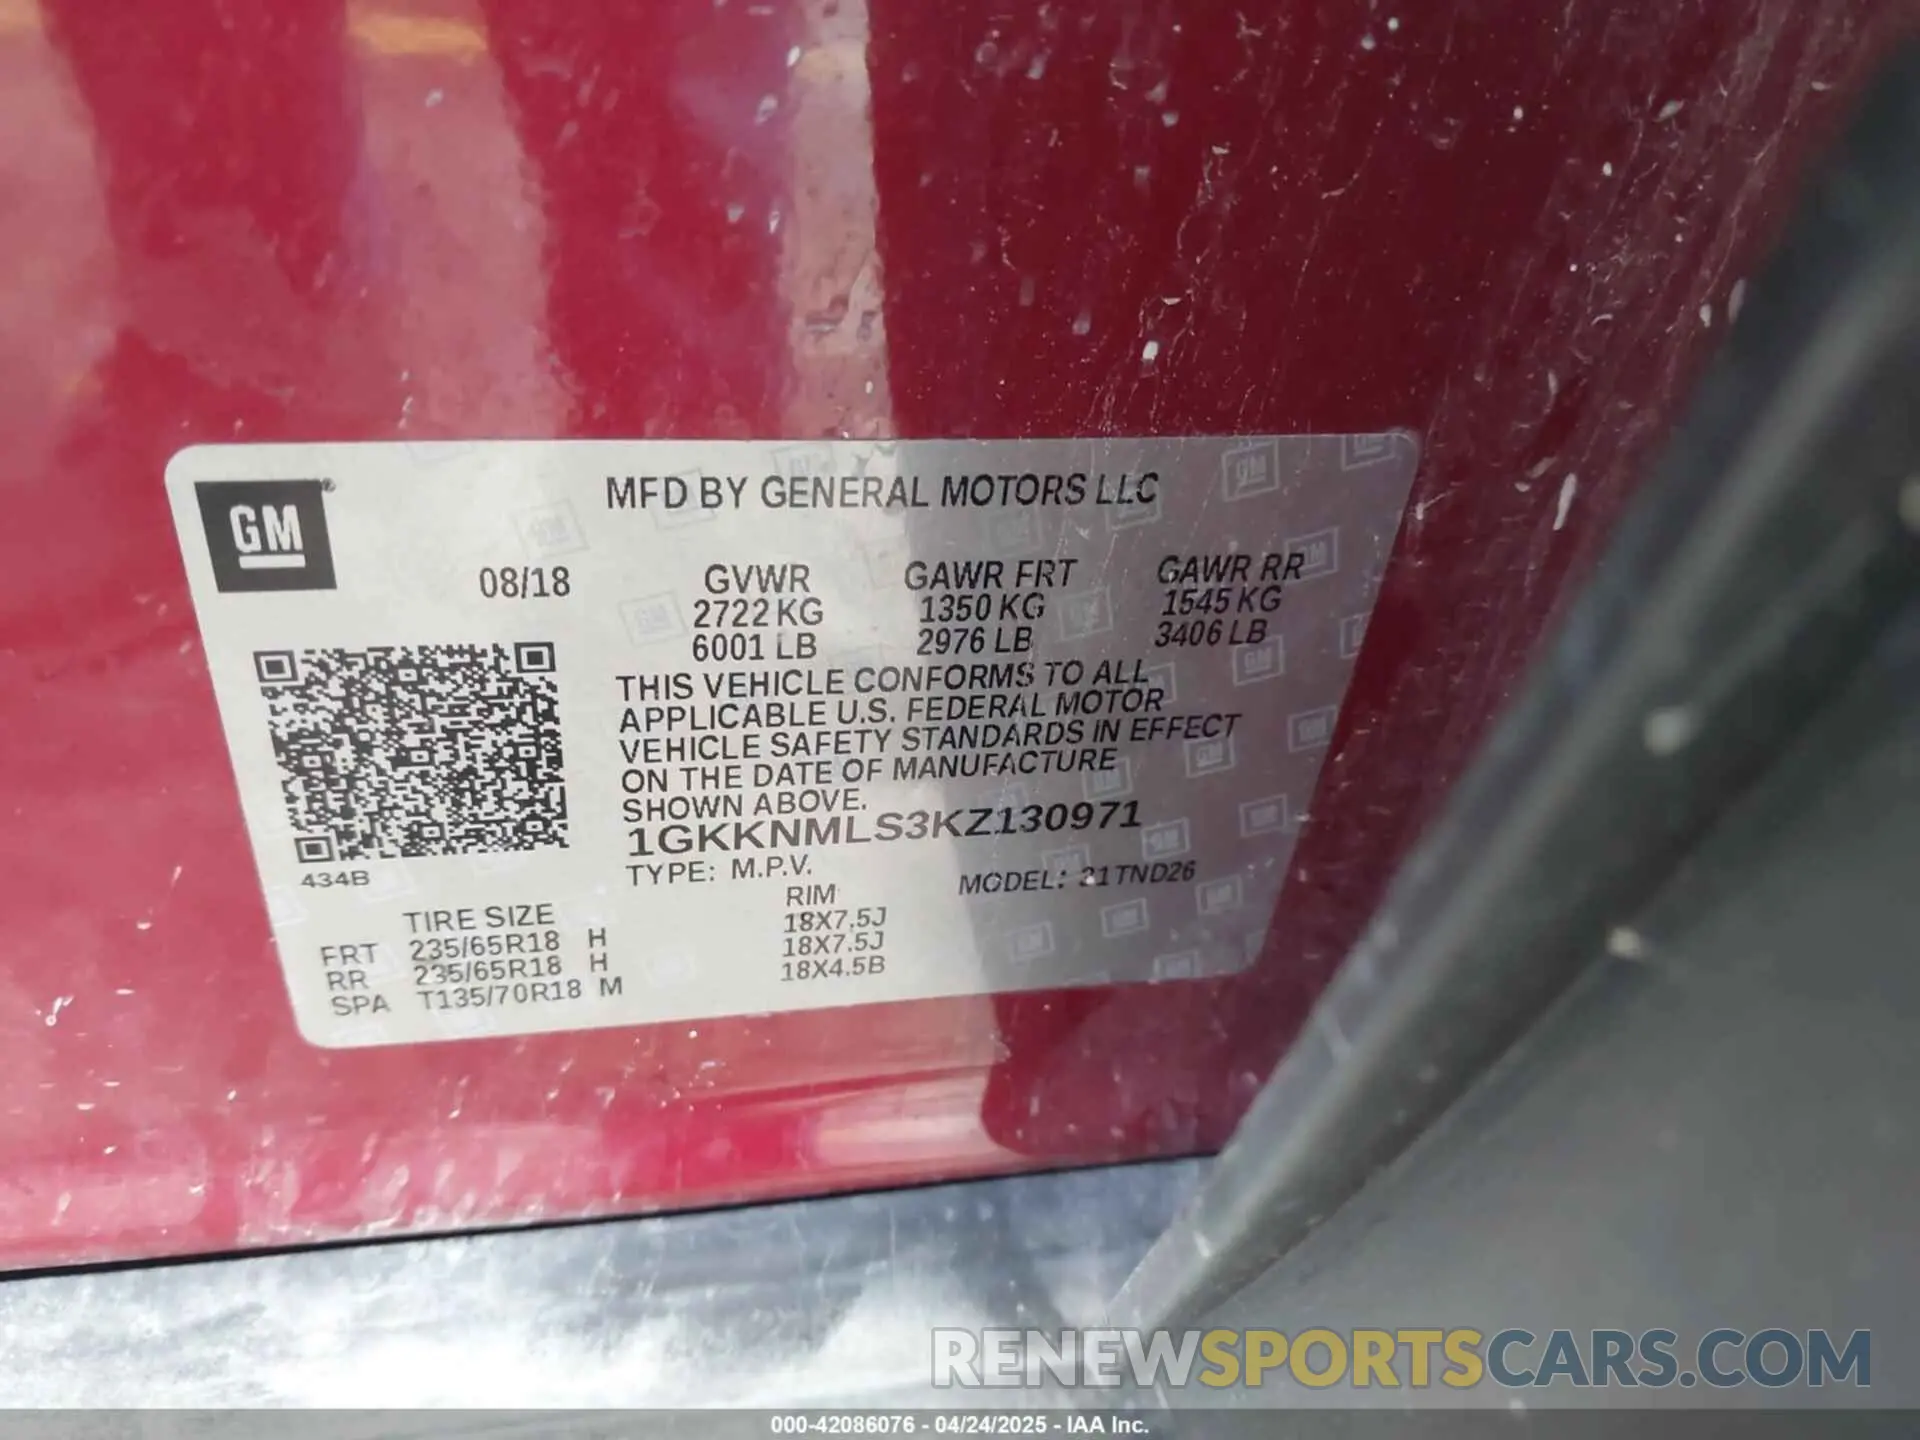 GM®
MFD BY GENERAL MOTORS LLC
08/18
GVWR GAWR FRT GAWR RR
2722 KG 1350 KG 1545 KG
6001 LB 2976 LB 3406 LB
THIS VEHICLE CONFORMS TO ALL
APPLICABLE U.S. FEDERAL MOTOR
VEHICLE SAFETY STANDARDS IN EFFECT
ON THE DATE OF MANUFACTURE
SHOWN ABOVE.
1GKKNMLS3KZ130971
TYPE: M.P.V. MODEL:
434B
TIRE SIZE RIM
FRT 235/65R18 H 18X7.5J
RR 235/65R18 H 18X7.5J
SPA T135/70R18 M 18X4.5B
RENEWSPORTSCARS.COM
000-42086076 - 04/24/2025 - IAA Inc.